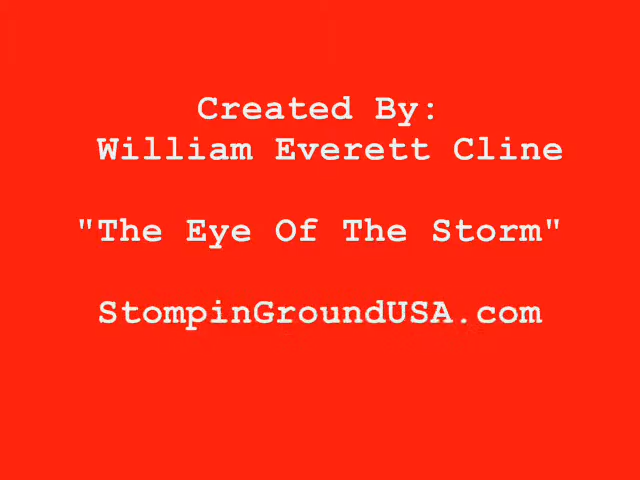 Created By:
William Everett Cline
"The Eye Of The Storm"
StompinGroundUSA.com